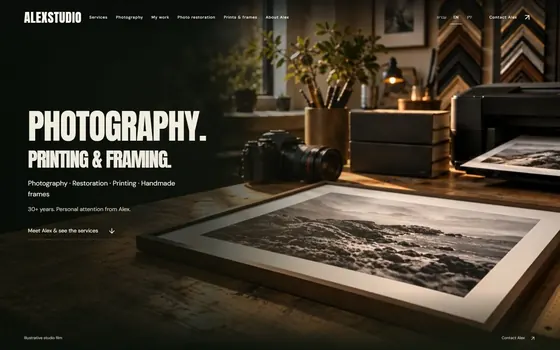 ALEXSTUDIO
Services Photography My work Photo restoration Prints & frames About Alex
עברית EN РУ
Contact Alex
PHOTOGRAPHY.
PRINTING & FRAMING.
Photography · Restoration · Printing · Handmade
frames
30+ years. Personal attention from Alex.
Meet Alex & see the services
Illustrative studio film
Contact Alex